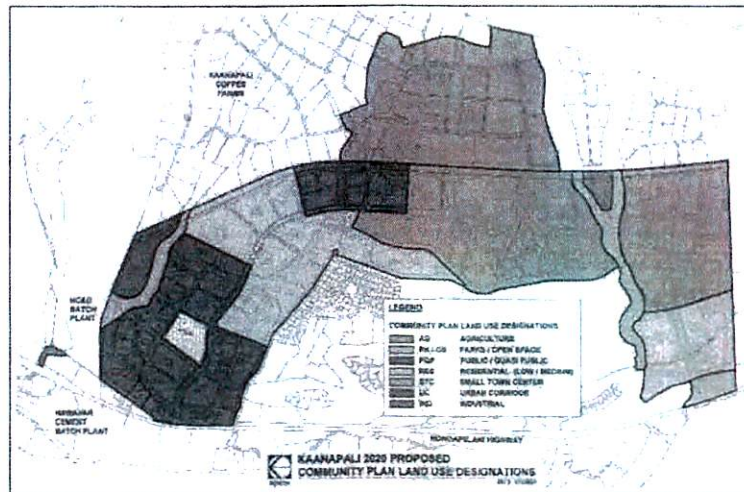 KAANAPALI
COFFEE
FARMS
HC&D
BATCH
PLANT
HAWAIIAN
CEMENT
BATCH PLANT
LEGEND
COMMUNITY PLAN LAND USE DESIGNATIONS
AG AGRICULTURE
PK / OS PARKS / OPEN SPACE
PQP PUBLIC / QUASI PUBLIC
RES RESIDENTIAL (LOW / MEDIUM)
STC SMALL TOWN CENTER
UC URBAN CORRIDOR
IND INDUSTRIAL
HONOAPIILANI HIGHWAY
NORTH
KAANAPALI 2020 PROPOSED
COMMUNITY PLAN LAND USE DESIGNATIONS